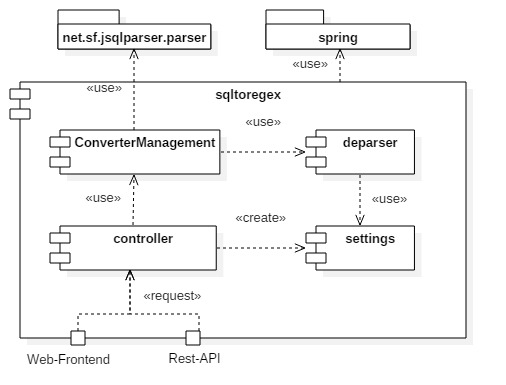 net.sf.jsqlparser.parser
spring
«use»
«use»
sqltoregex
«use»
ConverterManagement
deparser
«use»
«use»
«create»
controller
settings
«request»
Web-Frontend
Rest-API